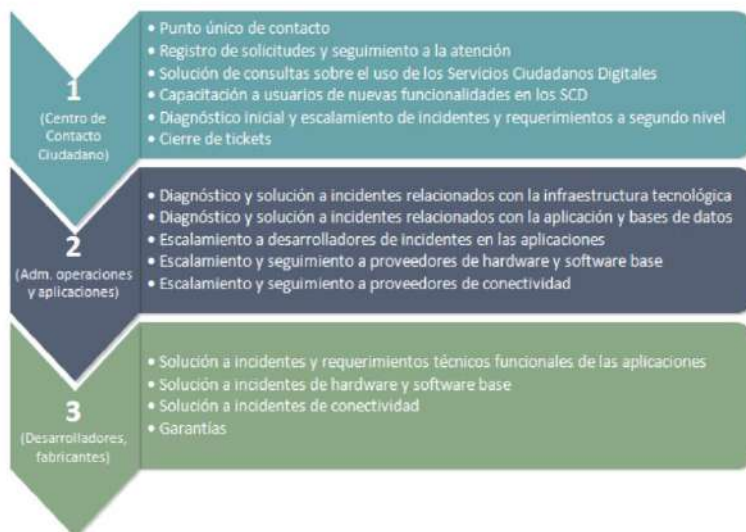 1
(Centro de
Contacto
Ciudadano)
• Punto único de contacto
• Registro de solicitudes y seguimiento a la atención
• Solución de consultas sobre el uso de los Servicios Ciudadanos Digitales
• Capacitación a usuarios de nuevas funcionalidades en los SCD
• Diagnóstico inicial y escalamiento de incidentes y requerimientos a segundo nivel
• Cierre de tickets
2
(Adm. operaciones
y aplicaciones)
• Diagnóstico y solución a incidentes relacionados con la infraestructura tecnológica
• Diagnóstico y solución a incidentes relacionados con la aplicación y bases de datos
• Escalamiento a desarrolladores de incidentes en las aplicaciones
• Escalamiento y seguimiento a proveedores de hardware y software base
• Escalamiento y seguimiento a proveedores de conectividad
3
(Desarrolladores,
fabricantes)
• Solución a incidentes y requerimientos técnicos funcionales de las aplicaciones
• Solución a incidentes de hardware y software base
• Solución a incidentes de conectividad
• Garantías